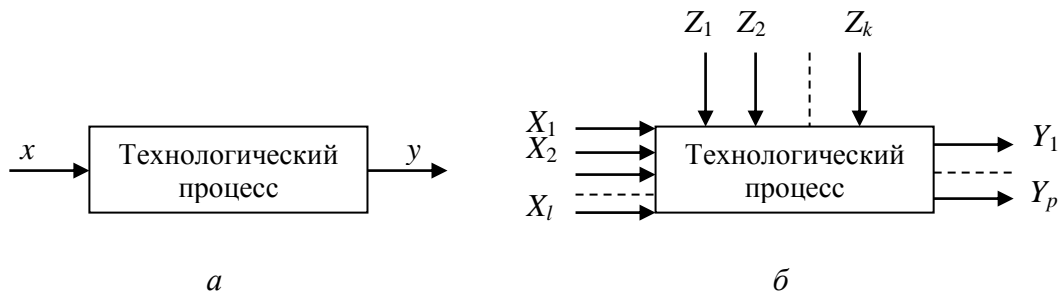 x
Технологический
процесс
y
а
Z1 Z2 Zk
X1
X2
Xl
Технологический
процесс
Y1
Yp
б